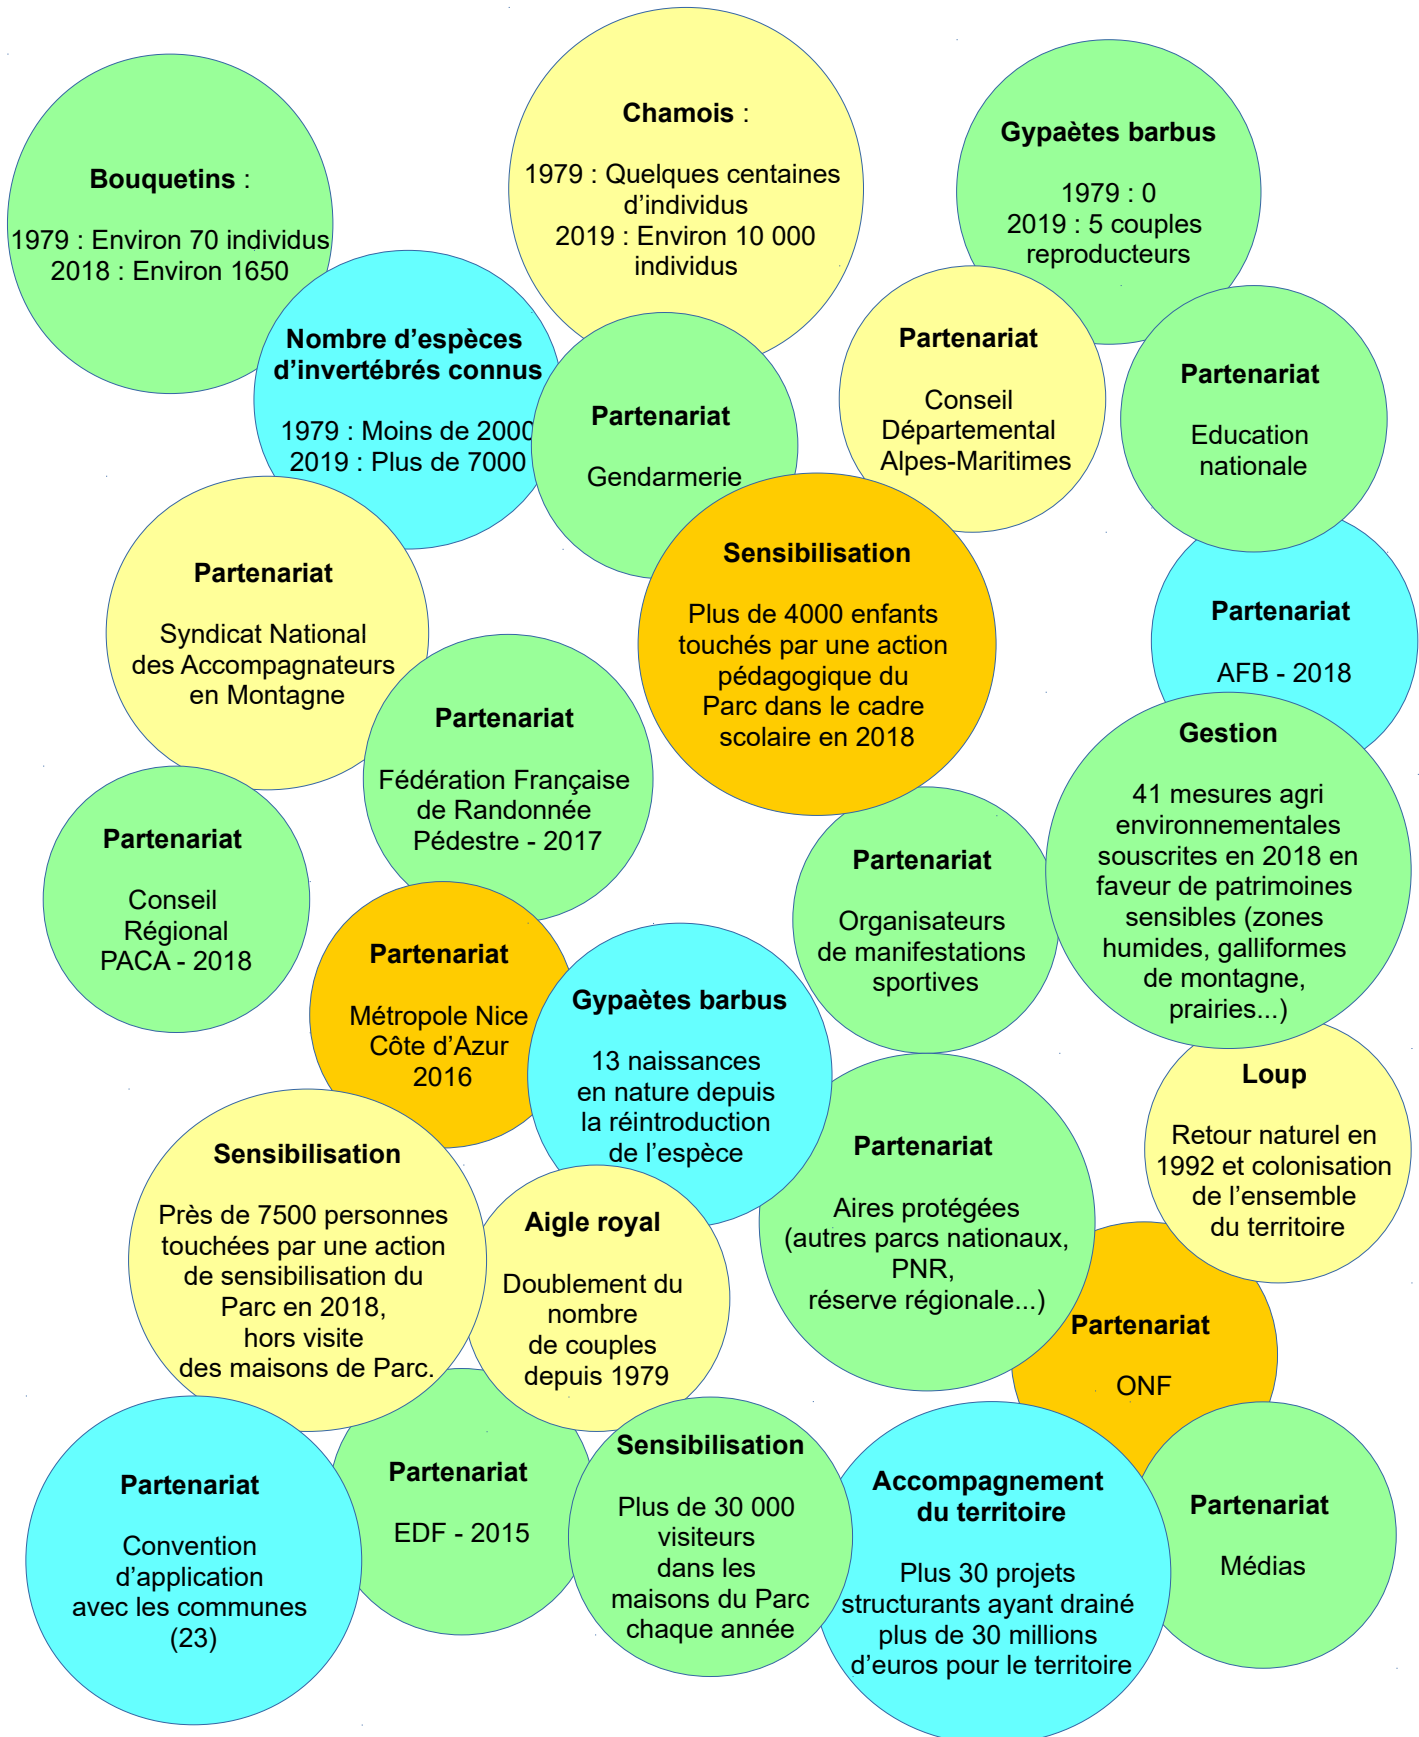 Bouquetins :
1979 : Environ 70 individus
2018 : Environ 1650
Chamois :
1979 : Quelques centaines
d’individus
2019 : Environ 10 000
individus
Gypaètes barbus
1979 : 0
2019 : 5 couples
reproducteurs
Nombre d’espèces
d’invertébrés connus
1979 : Moins de 2000
2019 : Plus de 7000
Partenariat
Gendarmerie
Partenariat
Conseil
Départemental
Alpes-Maritimes
Partenariat
Education
nationale
Partenariat
Syndicat National
des Accompagnateurs
en Montagne
Sensibilisation
Plus de 4000 enfants
touchés par une action
pédagogique du
Parc dans le cadre
scolaire en 2018
Partenariat
AFB - 2018
Partenariat
Fédération Française
de Randonnée
Pédestre - 2017
Gestion
41 mesures agri
environnementales
souscrites en 2018 en
faveur de patrimoines
sensibles (zones
humides, galliformes
de montagne,
prairies...)
Partenariat
Conseil
Régional
PACA - 2018
Partenariat
Organisateurs
de manifestations
sportives
Partenariat
Métropole Nice
Côte d’Azur
2016
Gypaètes barbus
13 naissances
en nature depuis
la réintroduction
de l’espèce
Loup
Retour naturel en
1992 et colonisation
de l’ensemble
du territoire
Partenariat
Aires protégées
(autres parcs nationaux,
PNR,
réserve régionale...)
Sensibilisation
Près de 7500 personnes
touchées par une action
de sensibilisation du
Parc en 2018,
hors visite
des maisons de Parc.
Aigle royal
Doublement du
nombre
de couples
depuis 1979
Partenariat
ONF
Partenariat
Convention
d’application
avec les communes
(23)
Partenariat
EDF - 2015
Sensibilisation
Plus de 30 000
visiteurs
dans les
maisons du Parc
chaque année
Accompagnement
du territoire
Plus 30 projets
structurants ayant drainé
plus de 30 millions
d’euros pour le territoire
Partenariat
Médias